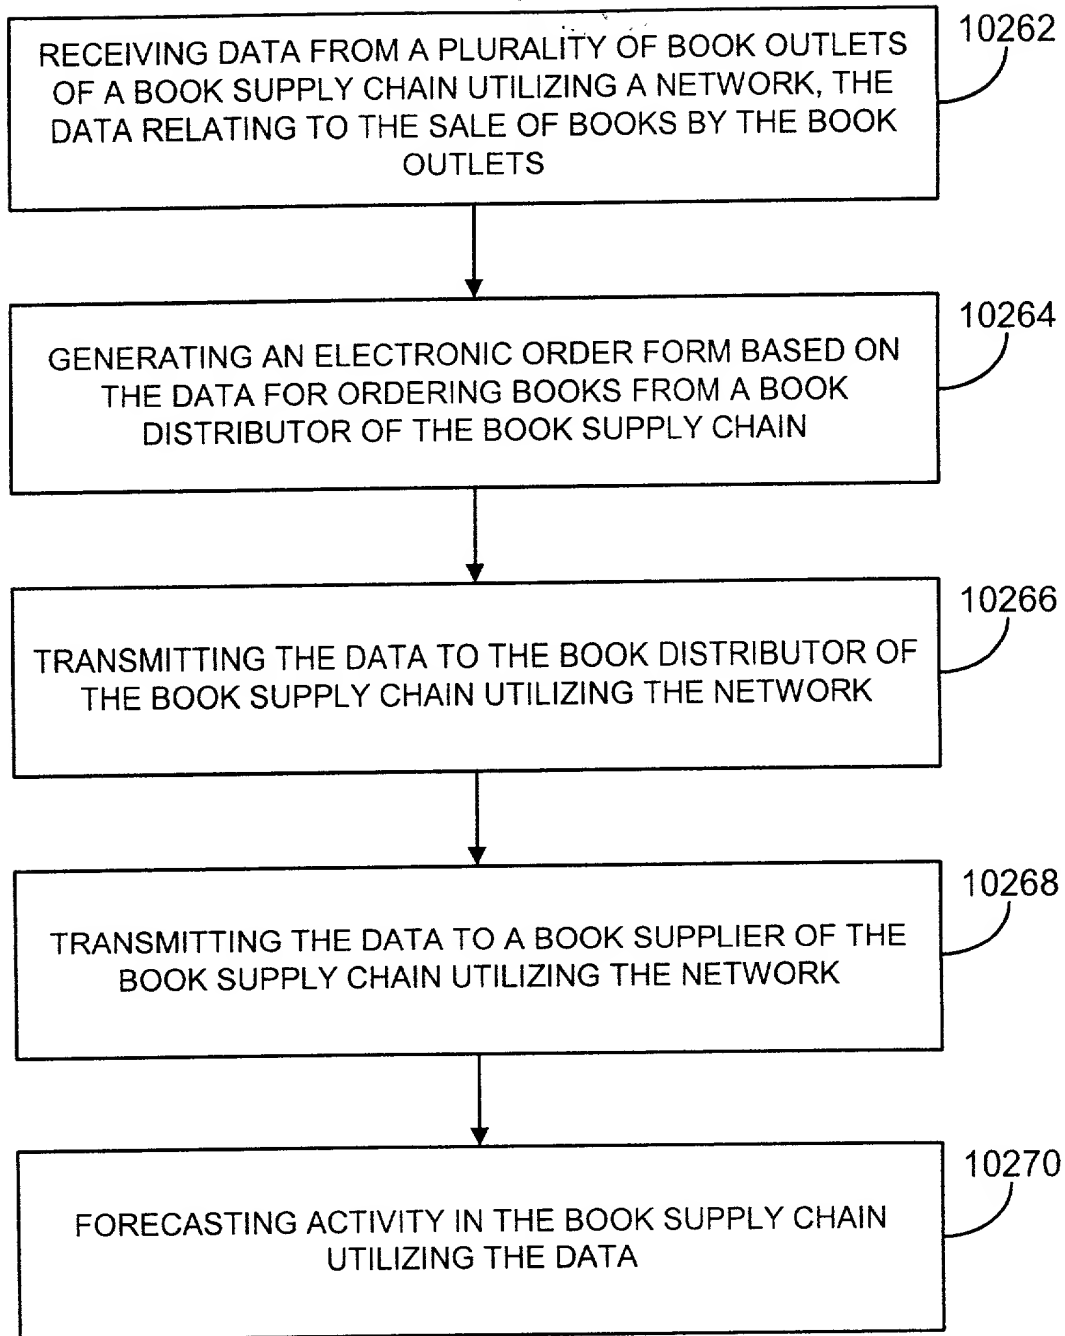 10262
RECEIVING DATA FROM A PLURALITY OF BOOK OUTLETS
OF A BOOK SUPPLY CHAIN UTILIZING A NETWORK, THE
DATA RELATING TO THE SALE OF BOOKS BY THE BOOK
OUTLETS
10264
GENERATING AN ELECTRONIC ORDER FORM BASED ON
THE DATA FOR ORDERING BOOKS FROM A BOOK
DISTRIBUTOR OF THE BOOK SUPPLY CHAIN
10266
TRANSMITTING THE DATA TO THE BOOK DISTRIBUTOR OF
THE BOOK SUPPLY CHAIN UTILIZING THE NETWORK
10268
TRANSMITTING THE DATA TO A BOOK SUPPLIER OF THE
BOOK SUPPLY CHAIN UTILIZING THE NETWORK
10270
FORECASTING ACTIVITY IN THE BOOK SUPPLY CHAIN
UTILIZING THE DATA